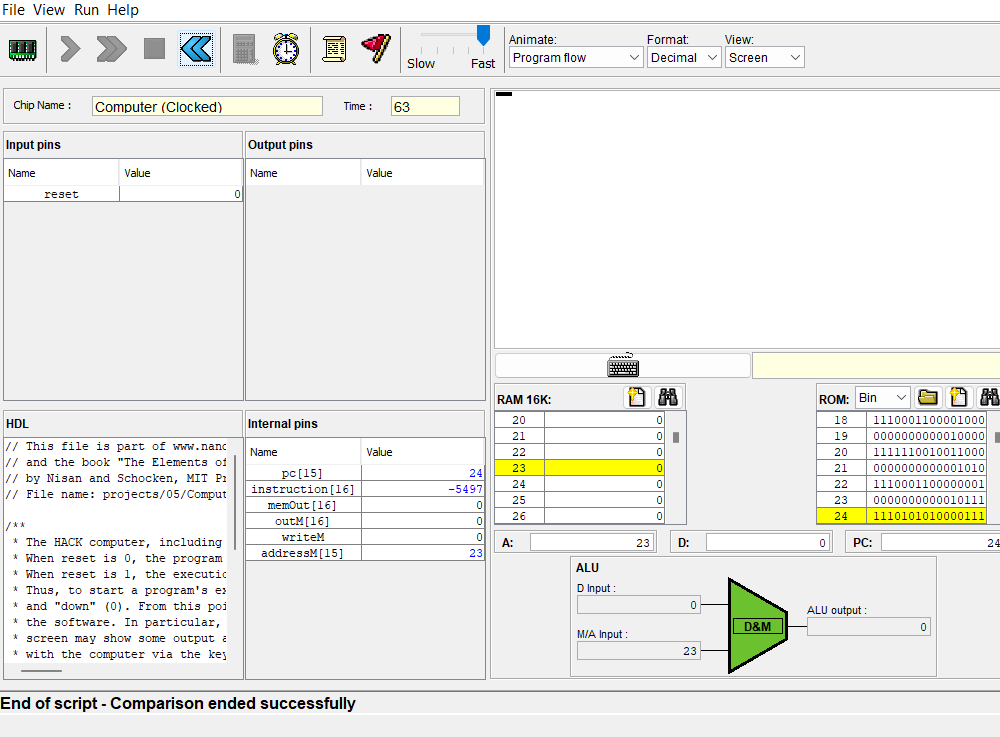 File View Run Help
Slow Fast
Animate: Format: View:
Program flow Decimal Screen
Chip Name : Computer (Clocked) Time : 63
Input pins
Name Value
reset 0
Output pins
Name Value
HDL
// This file is part of www.nand
// and the book "The Elements of
// by Nisan and Schocken, MIT Pr
// File name: projects/05/Comput
/**
* The HACK computer, including
* When reset is 0, the program
* When reset is 1, the executio
* Thus, to start a program's ex
* and "down" (0). From this poi
* the software. In particular,
* screen may show some output a
* with the computer via the key
Internal pins
Name Value
pc[15] 24
instruction[16] -5497
memOut[16] 0
outM[16] 0
writeM 0
addressM[15] 23
RAM 16K:
20 0
21 0
22 0
23 0
24 0
25 0
26 0
ROM: Bin
18 1110001100001000
19 0000000000010000
20 1111110010011000
21 0000000000001010
22 1110001100000001
23 0000000000010111
24 1110101010000111
A: 23 D: 0 PC: 24
ALU
D Input : 0
M/A Input : 23
D&M
ALU output : 0
End of script - Comparison ended successfully